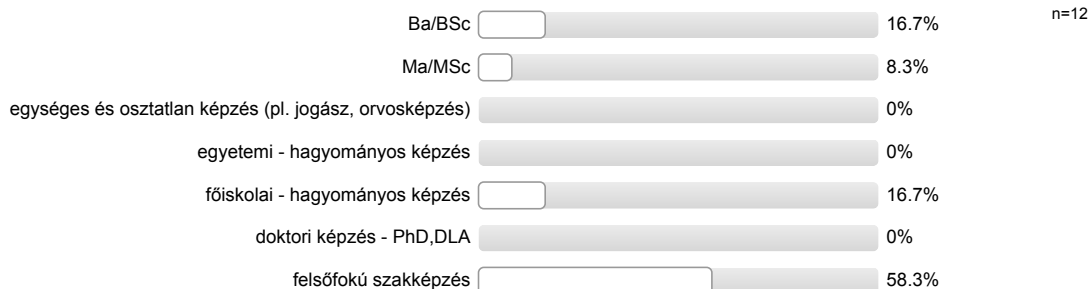 Ba/BSc 16.7% n=12
Ma/MSc 8.3%
egységes és osztatlan képzés (pl. jogász, orvosképzés) 0%
egyetemi - hagyományos képzés 0%
főiskolai - hagyományos képzés 16.7%
doktori képzés - PhD,DLA 0%
felsőfokú szakképzés 58.3%